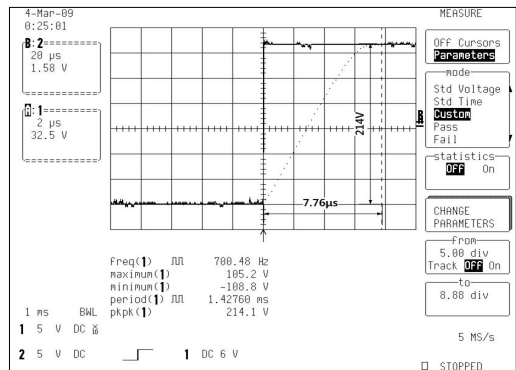 4-Mar-09
0:25:01
B:2
20 µs
1.58 V
A:1
2 µs
32.5 V
214V
7.76µs
freq(1) 700.48 Hz
maximum(1) 105.2 V
minimum(1) -108.8 V
period(1) 1.42760 ms
pkpk(1) 214.1 V
1 ms BWL
1 5 V DC
2 5 V DC
1 DC 6 V
MEASURE
Off Cursors
Parameters
mode
Std Voltage
Std Time
Custom
Pass
Fail
statistics
Off On
CHANGE
PARAMETERS
from
5.00 div
Track Off On
to
8.88 div
5 MS/s
STOPPED